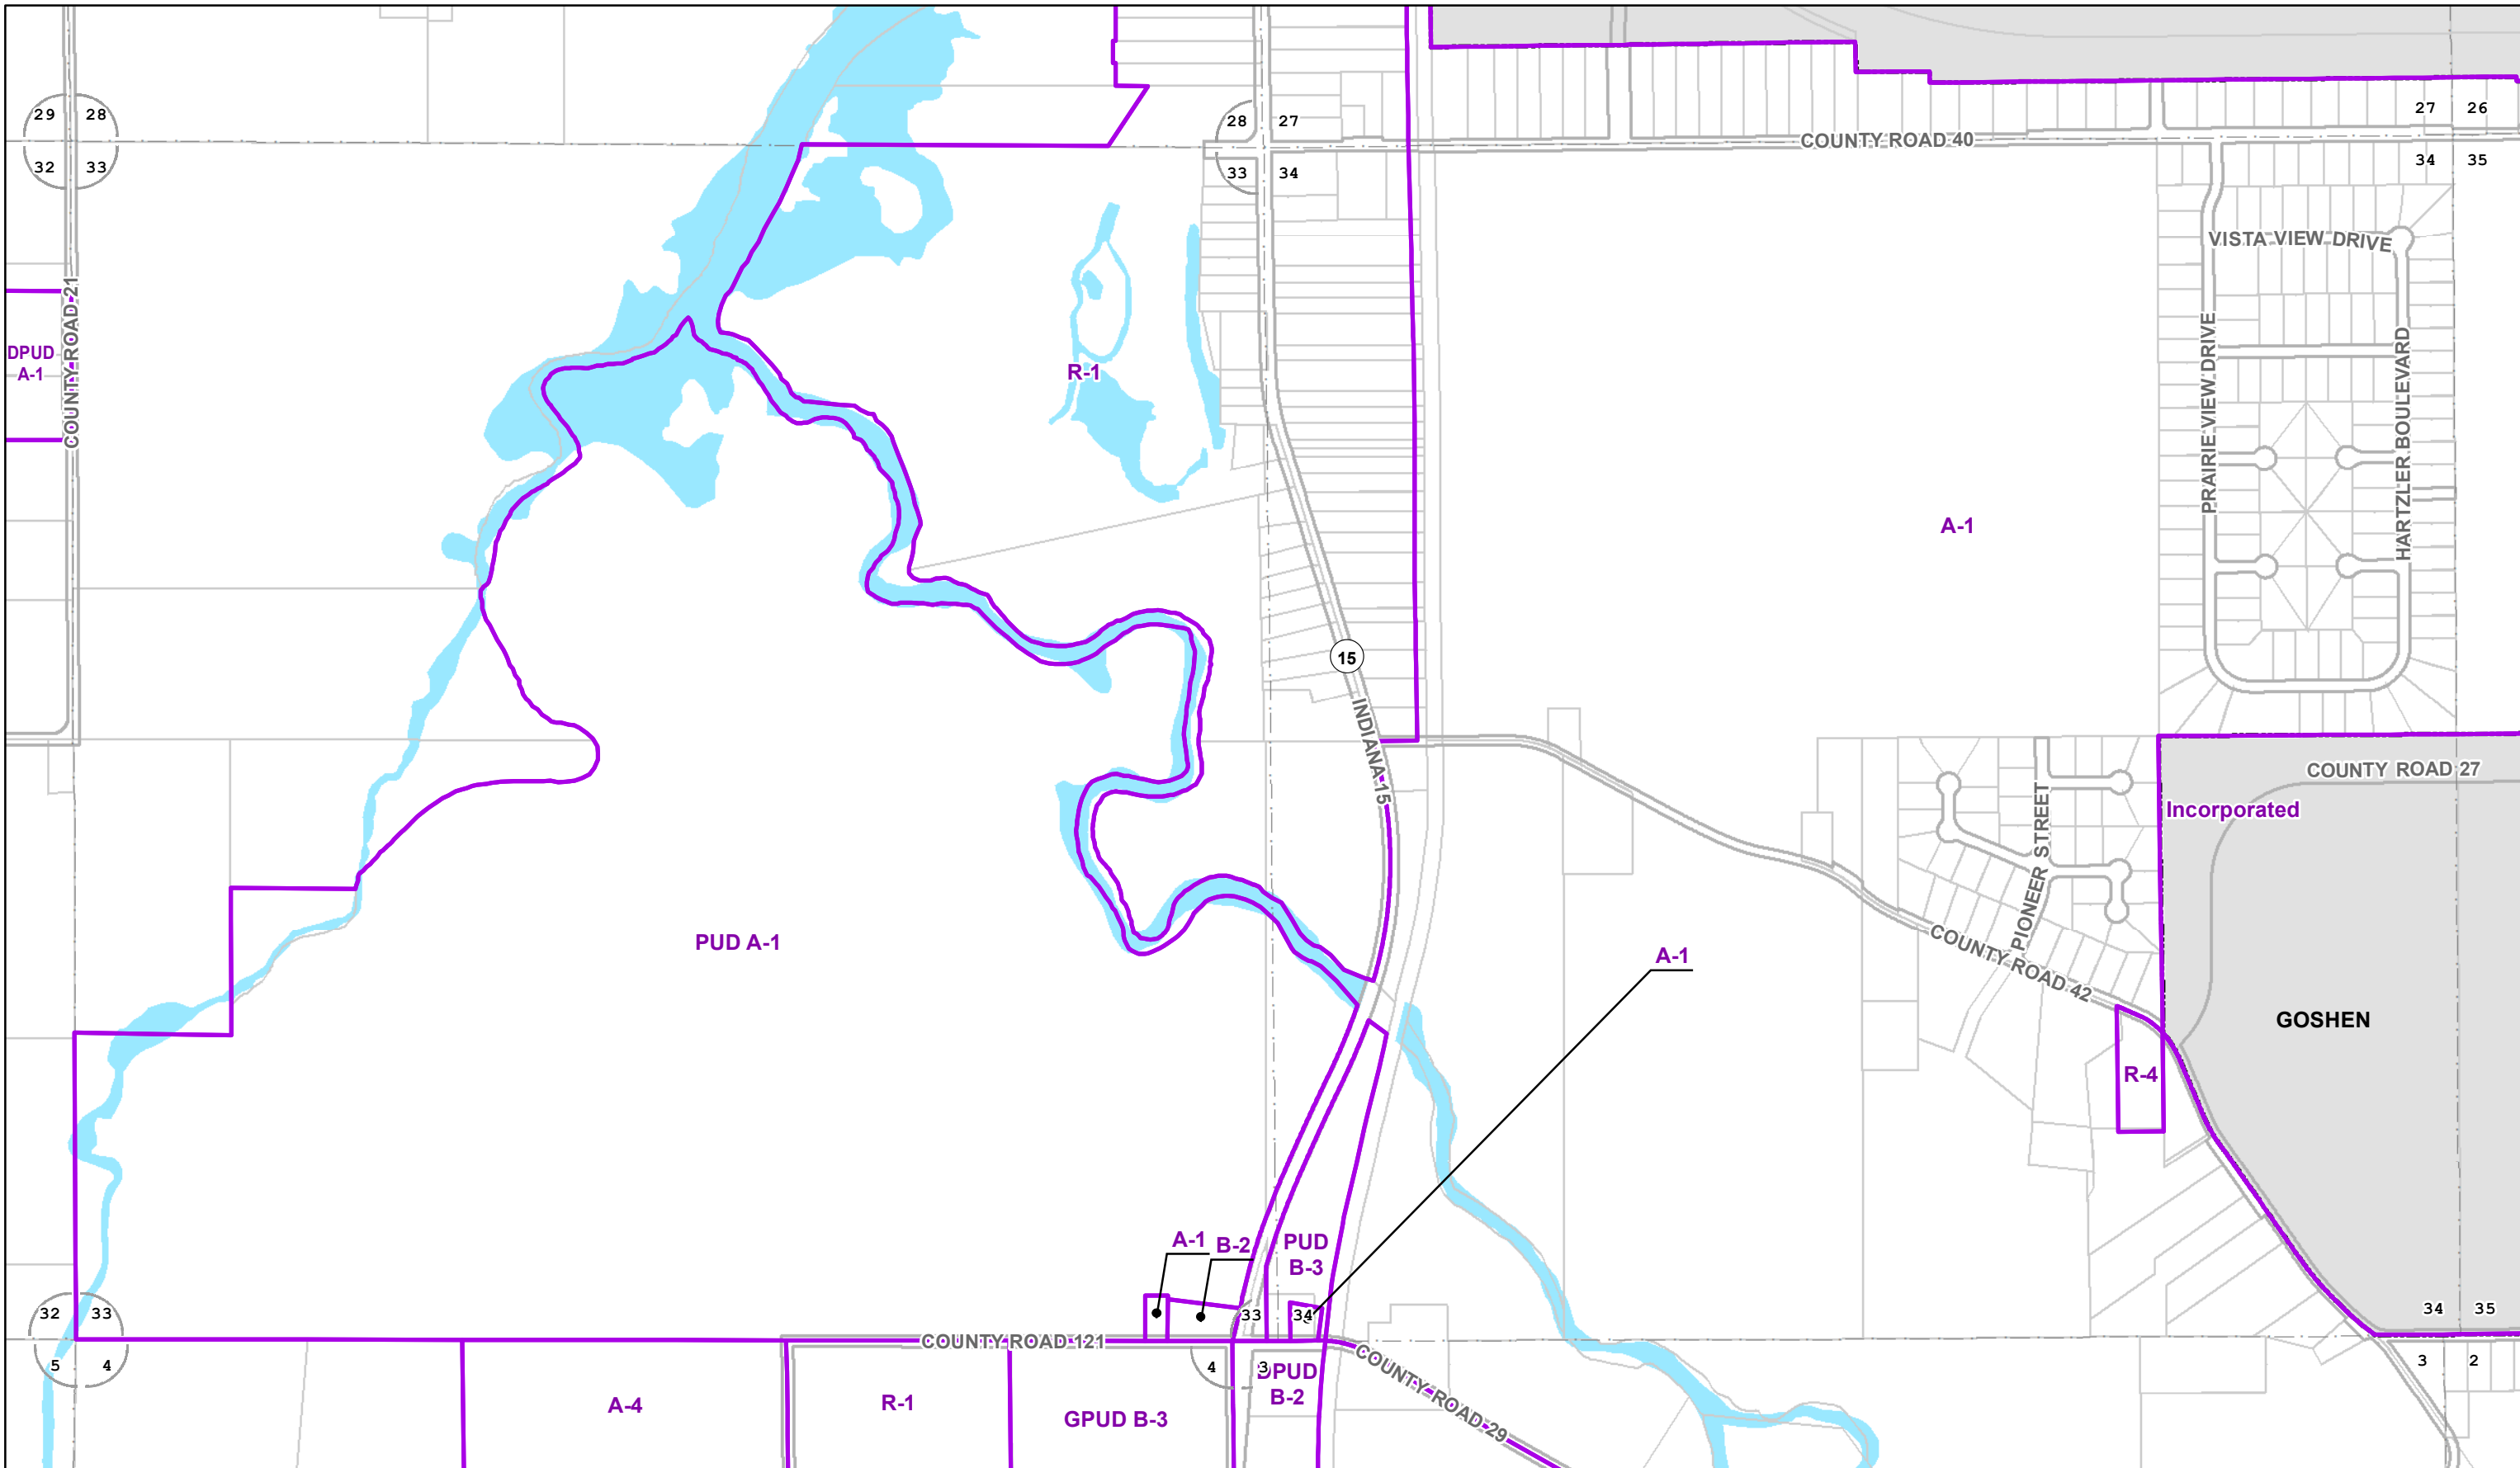 29 28
32 33
28 27
33 34
27 26
34 35
COUNTY ROAD 40
VISTA VIEW DRIVE
COUNTY ROAD 21
DPUD
A-1
R-1
PRAIRIE VIEW DRIVE
HARTZLER BOULEVARD
A-1
15
INDIANA 15
COUNTY ROAD 27
Incorporated
PIONEER STREET
COUNTY ROAD 42
PUD A-1
A-1
GOSHEN
R-4
A-1 B-2
PUD
B-3
32 33
5 4
33 34
4 3
34 35
3 2
COUNTY ROAD 121
COUNTY ROAD 29
DPUD
B-2
A-4
R-1
GPUD B-3